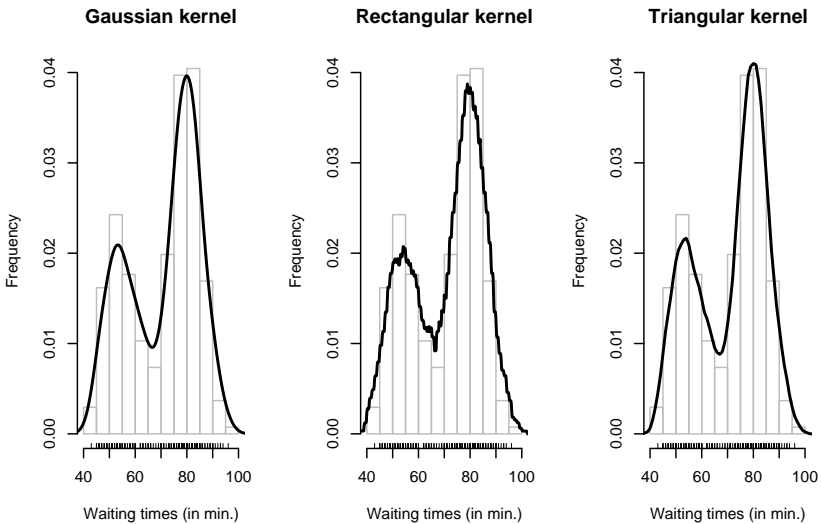 Gaussian kernel
Frequency
0.00 0.01 0.02 0.03 0.04
40 60 80 100
Waiting times (in min.)
Rectangular kernel
Frequency
0.00 0.01 0.02 0.03 0.04
40 60 80 100
Waiting times (in min.)
Triangular kernel
Frequency
0.00 0.01 0.02 0.03 0.04
40 60 80 100
Waiting times (in min.)